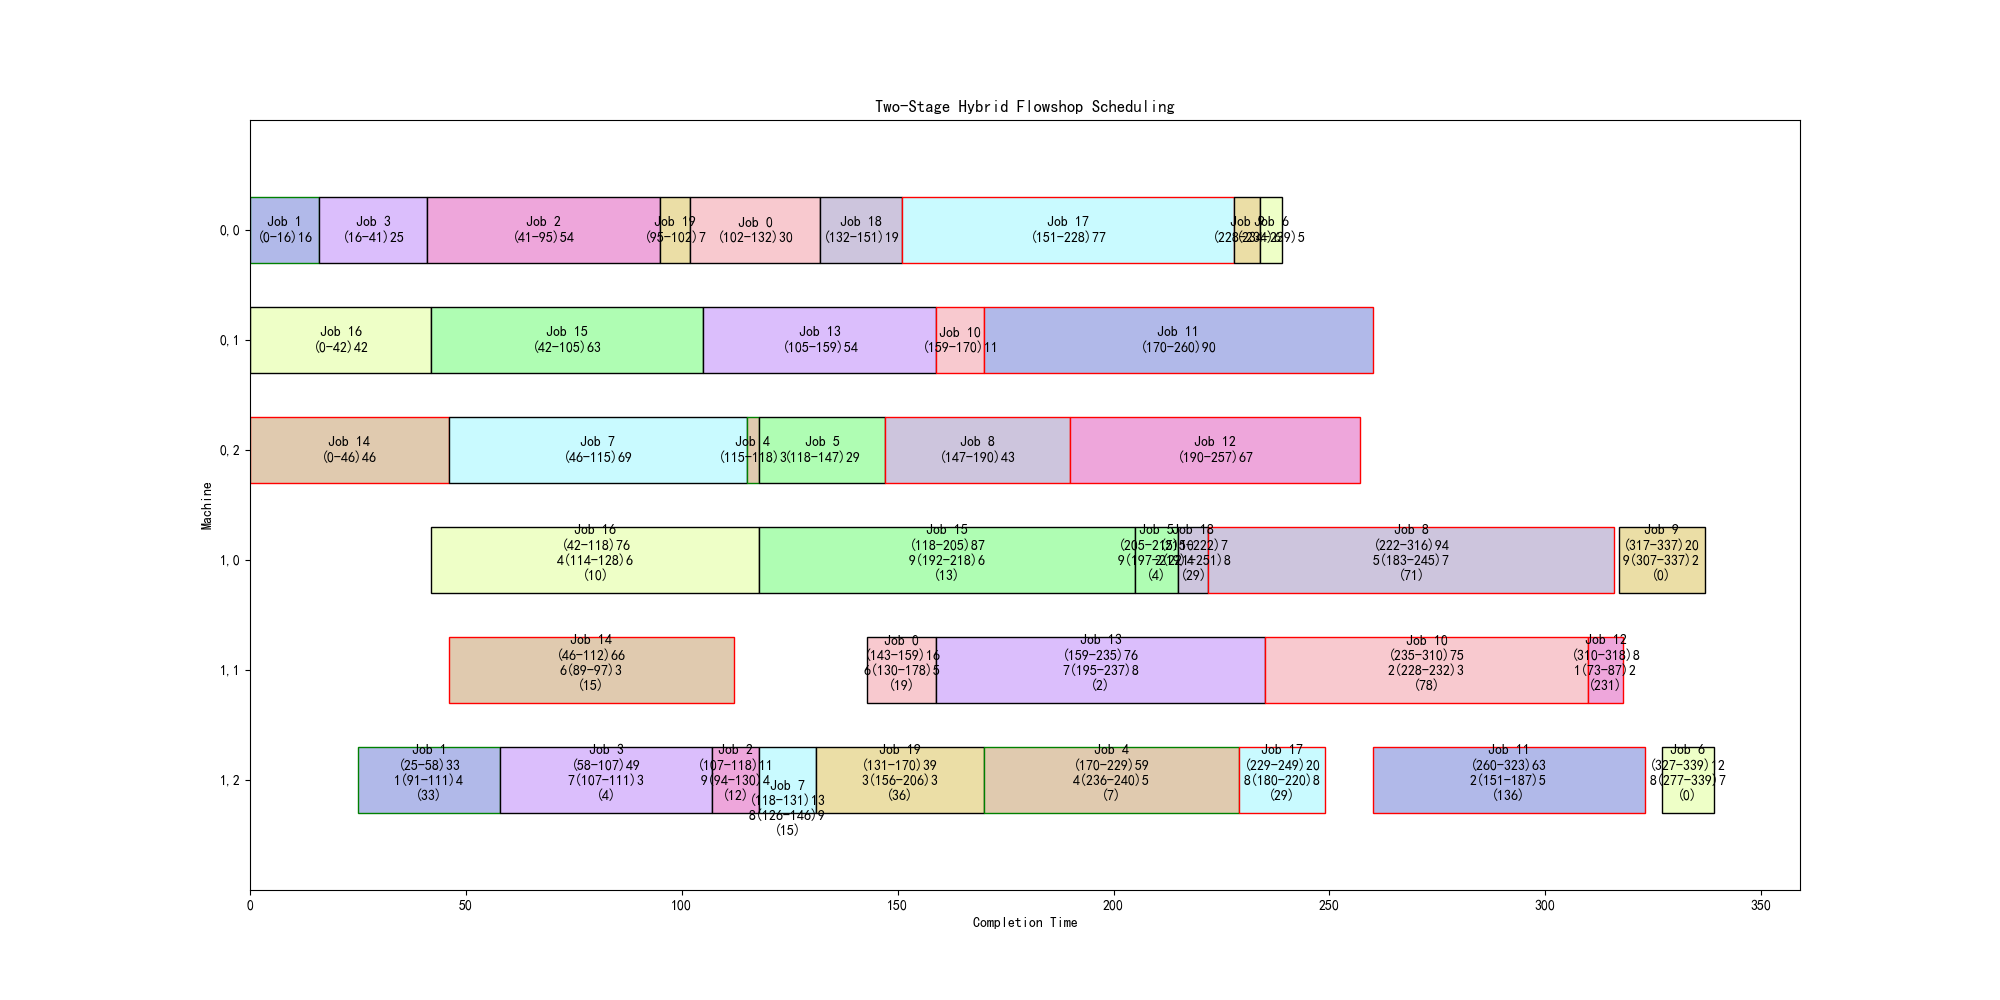 Two-Stage Hybrid Flowshop Scheduling
Machine
0,0
Job 1
(0-16)16
Job 3
(16-41)25
Job 2
(41-95)54
Job 19
(95-102)7
Job 0
(102-132)30
Job 18
(132-151)19
Job 17
(151-228)77
Job 9
Job 6
0,1
Job 16
(0-42)42
Job 15
(42-105)63
Job 13
(105-159)54
Job 10
(159-170)11
Job 11
(170-260)90
0,2
Job 14
(0-46)46
Job 7
(46-115)69
Job 4
(115-118)3
Job 5
(118-147)29
Job 8
(147-190)43
Job 12
(190-257)67
1,0
Job 16
(42-118)76
4(114-128)6
(10)
Job 15
(118-205)87
9(192-218)6
(13)
Job 5
(205-215)10
(4)
Job 18
(215-222)7
(29)
Job 8
(222-316)94
5(183-245)7
(71)
Job 9
(317-337)20
9(307-337)2
(0)
1,1
Job 14
(46-112)66
6(89-97)3
(15)
Job 0
(143-159)16
6(130-178)5
(19)
Job 13
(159-235)76
7(195-237)8
(2)
Job 10
(235-310)75
2(228-232)3
(78)
Job 12
(310-318)8
1(73-87)2
(231)
1,2
Job 1
(25-58)33
1(91-111)4
(33)
Job 3
(58-107)49
7(107-111)3
(4)
Job 2
(107-118)11
9(94-130)4
(12)
Job 7
(118-131)13
8(126-146)9
(15)
Job 19
(131-170)39
3(156-206)3
(36)
Job 4
(170-229)59
4(236-240)5
(7)
Job 17
(229-249)20
8(180-220)8
(29)
Job 11
(260-323)63
2(151-187)5
(136)
Job 6
(327-339)12
8(277-339)7
(0)
0 50 100 150 200 250 300 350
Completion Time